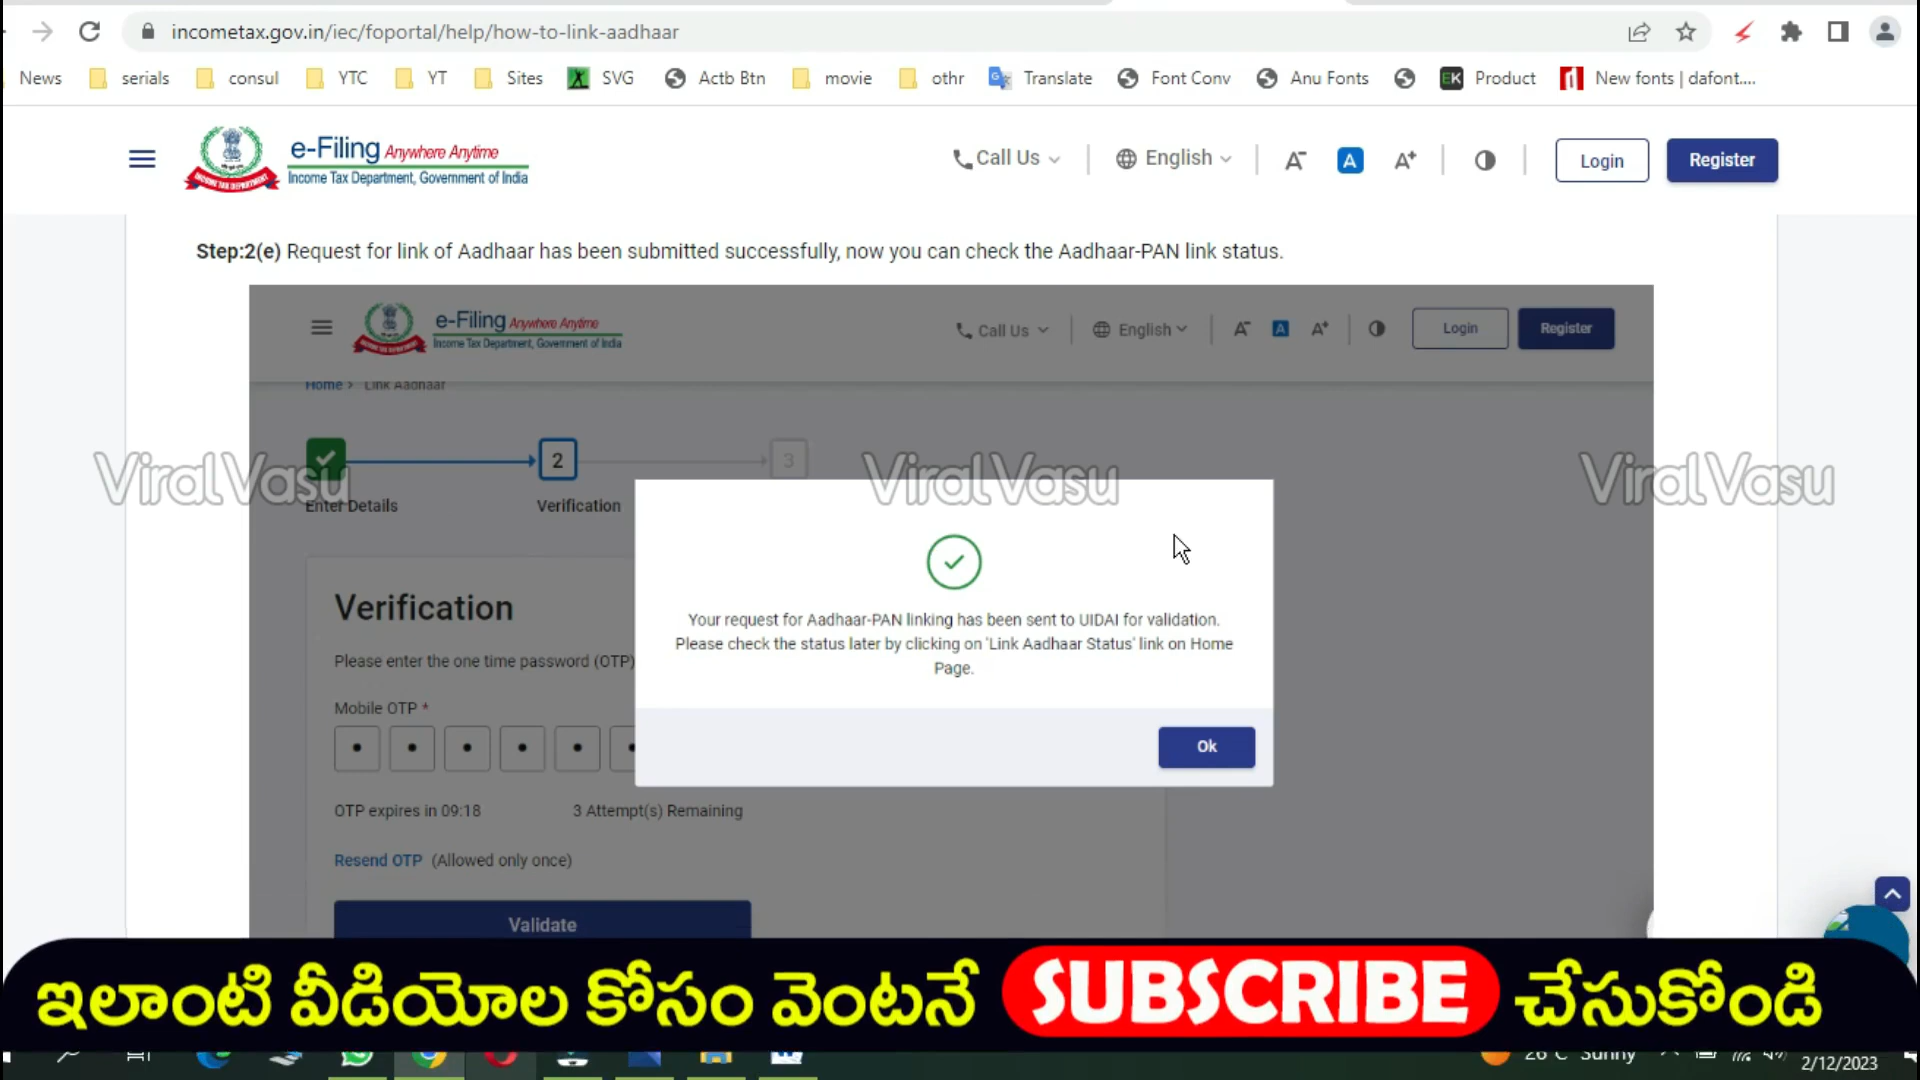 incometax.gov.in/iec/foportal/help/how-to-link-aadhaar
News serials consul YTC YT Sites SVG Actb Btn movie othr Translate Font Conv Anu Fonts EK Product New fonts | dafont....
e-Filing Anywhere Anytime
Income Tax Department, Government of India
INCOME TAX DEPARTMENT
Call Us English A- A A+ Login Register
Step:2(e) Request for link of Aadhaar has been submitted successfully, now you can check the Aadhaar-PAN link status.
e-Filing Anywhere Anytime
Income Tax Department, Government of India
Call Us English A- A A+ Login Register
Home > Link Aadhaar
2 3
ViralVasu ViralVasu ViralVasu
Enter Details Verification
Verification
Please enter the one time password (OTP)
Mobile OTP *
Your request for Aadhaar-PAN linking has been sent to UIDAI for validation.
Please check the status later by clicking on 'Link Aadhaar Status' link on Home
Page.
Ok
OTP expires in 09:18 3 Attempt(s) Remaining
Resend OTP (Allowed only once)
Validate
ఇలాంటి వీడియోల కోసం వెంటనే SUBSCRIBE చేసుకోండి
26°C Sunny
2/12/2023